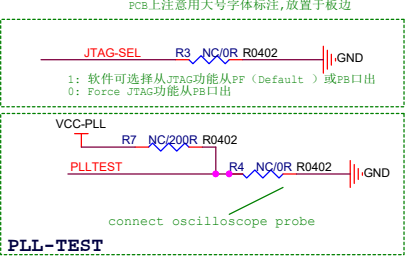 PCB上注意用大号字体标注,放置于板边
JTAG-SEL R3 NC/0R R0402 GND
1: 软件可选择从JTAG功能从PF（Default ）或PB口出
0: Force JTAG功能从PB口出
VCC-PLL
R7 NC/200R R0402
PLLTEST R4 NC/0R R0402 GND
connect oscilloscope probe
PLL-TEST